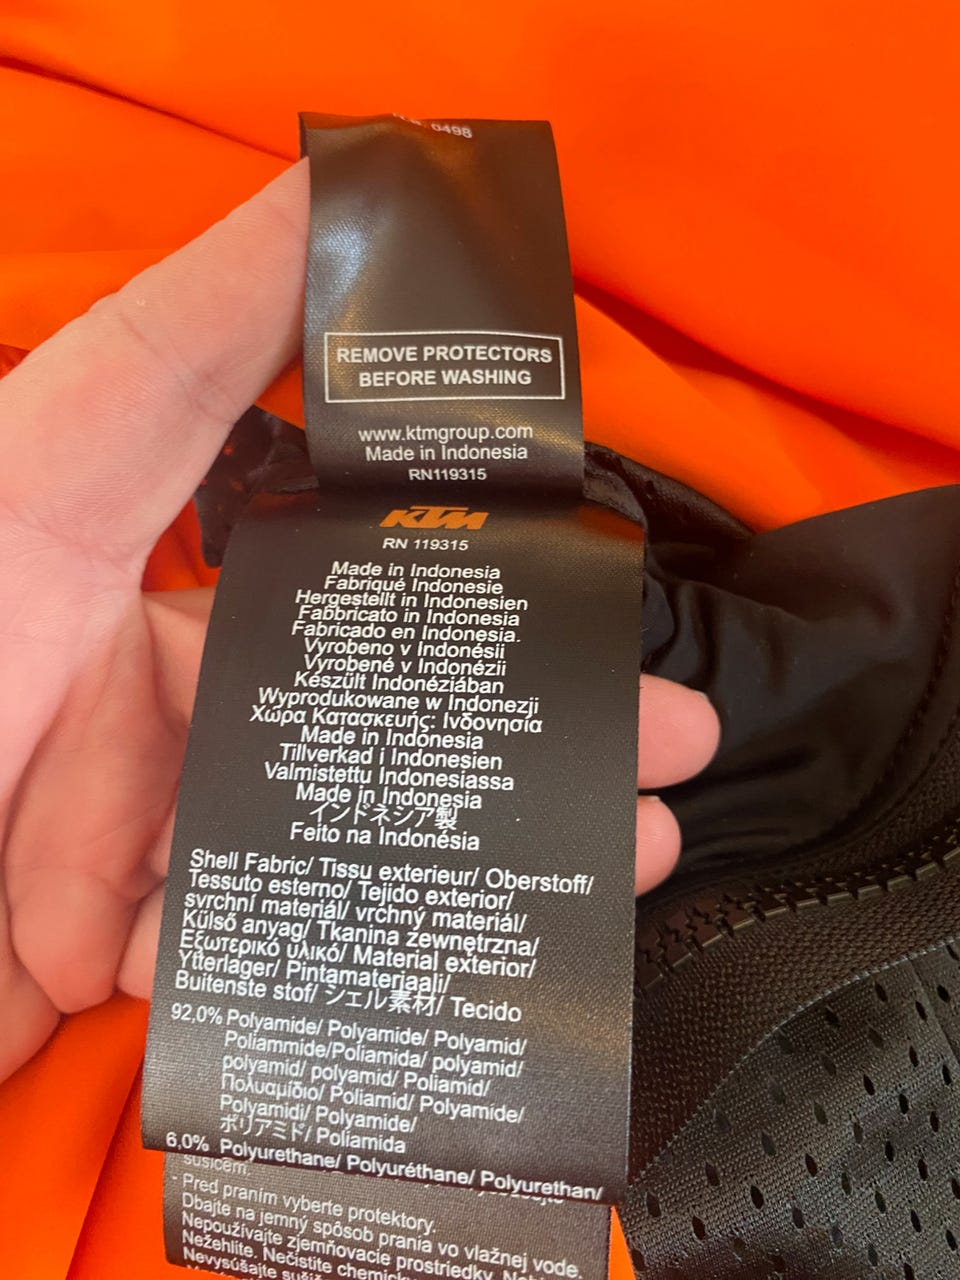 0498
REMOVE PROTECTORS
BEFORE WASHING
www.ktmgroup.com
Made in Indonesia
RN119315
KTM
RN 119315
Made in Indonesia
Fabriqué Indonesie
Hergestellt in Indonesien
Fabbricato in Indonesia
Fabricado en Indonesia.
Vyrobeno v Indonésii
Vyrobené v Indonézii
Készült Indonéziában
Wyprodukowane w Indonezji
Χώρα Κατασκευής: Ινδονησία
Made in Indonesia
Tillverkad i Indonesien
Valmistettu Indonesiassa
Made in Indonesia
インドネシア製
Feito na Indonésia
Shell Fabric/ Tissu exterieur/ Oberstoff/
Tessuto esterno/ Tejido exterior/
svrchní materiál/ vrchný materiál/
Külső anyag/ Tkanina zewnętrzna/
Εξωτερικό υλικό/ Material exterior/
Ytterlager/ Pintamateriaali/
Buitenste stof/ シェル素材/ Tecido
92,0% Polyamide/ Polyamide/ Polyamid/
Poliammide/Poliamida/ polyamid/
polyamid/ polyamid/ Poliamid/
Πολυαμίδιο/ Poliamid/ Polyamide/
Polyamidi/ Polyamide/
ポリアミド/ Poliamida
6,0% Polyurethane/ Polyuréthane/ Polyurethan/
sušičem.
- Pred praním vyberte protektory.
Dbajte na jemný spôsob prania vo vlažnej vode.
Nepoužívajte zjemňovacie prostriedky.
Nežehlite. Nečistite
Nevysúšajte